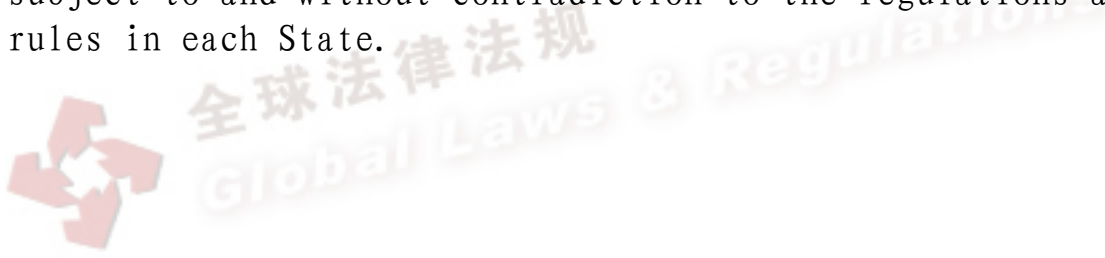 subject to and without contradiction to the regulations a
rules in each State.
全球法律法规
Global Laws & Regulations